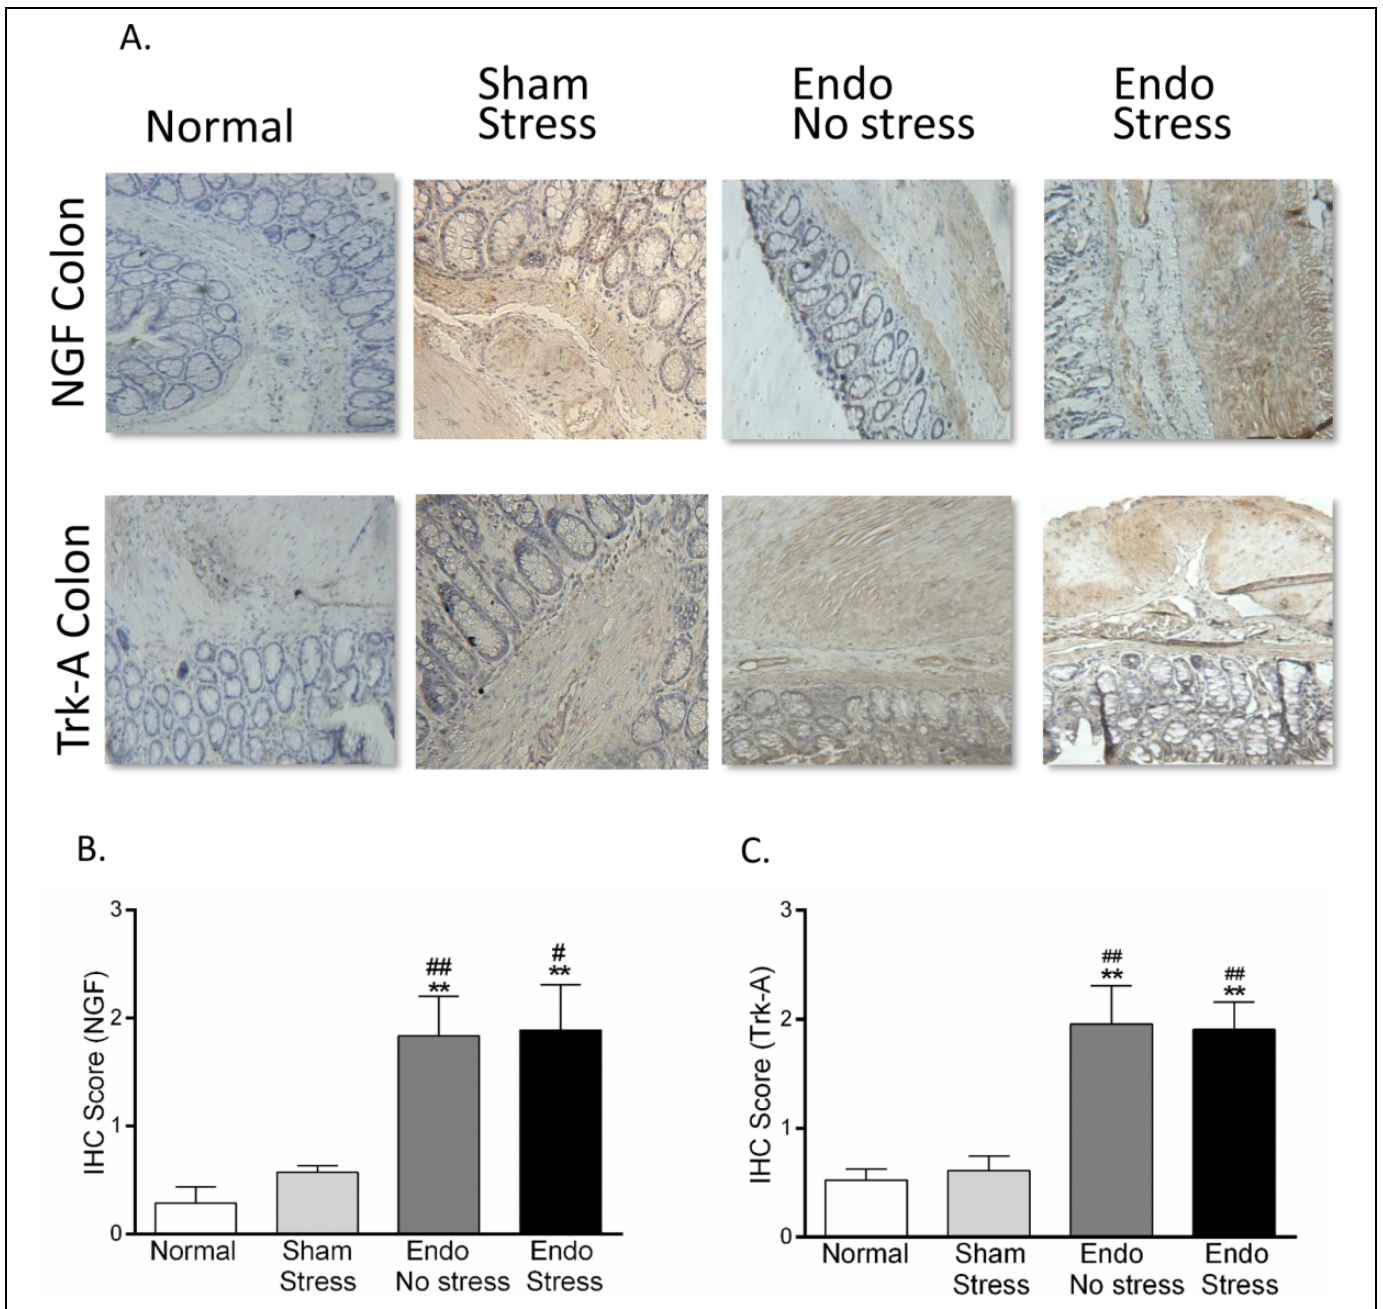 A.
Normal
Sham
Stress
Endo
No stress
Endo
Stress
NGF Colon
Trk-A Colon
B.
IHC Score (NGF)
3
2
1
0
##
**
#
**
Normal
Sham
Stress
Endo
No stress
Endo
Stress
C.
IHC Score (Trk-A)
3
2
1
0
##
**
##
**
Normal
Sham
Stress
Endo
No stress
Endo
Stress